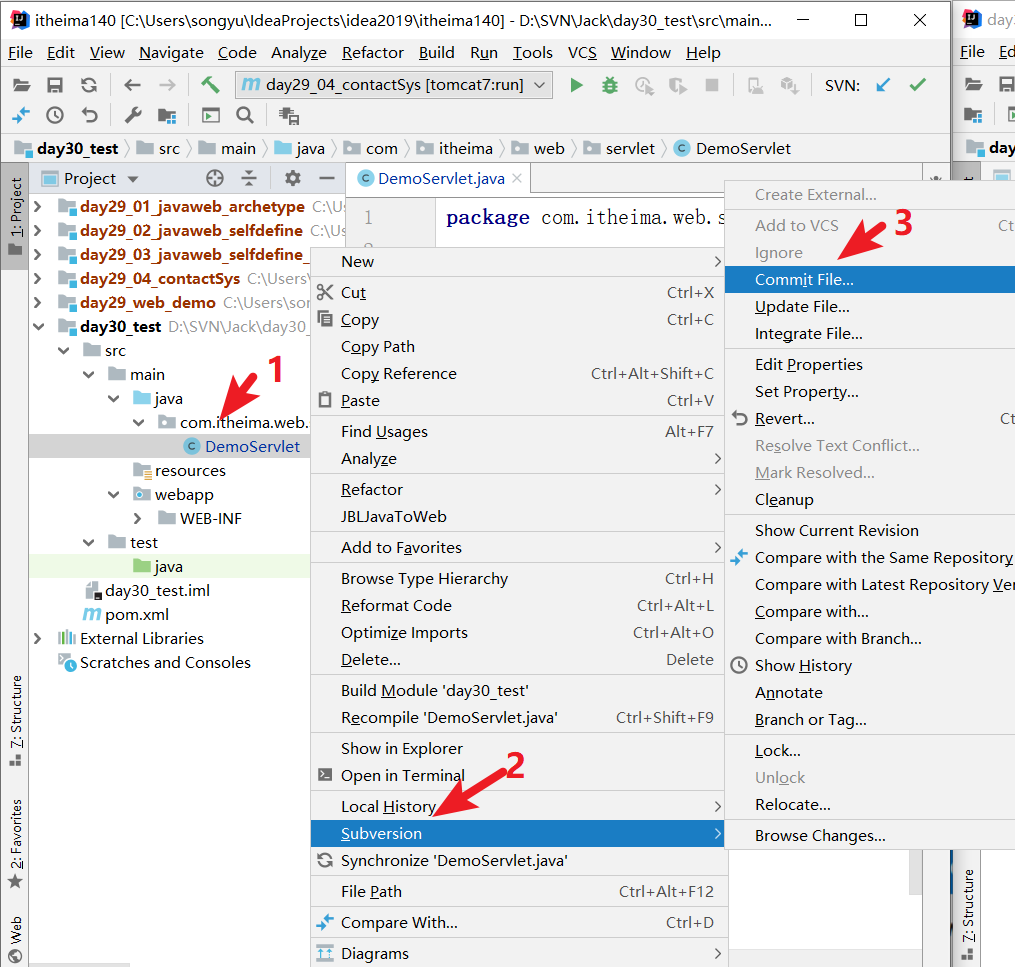 itheima140 [C:\Users\songyu\IdeaProjects\idea2019\itheima140] - D:\SVN\Jack\day30_test\src\main...
day.
File Edit View Navigate Code Analyze Refactor Build Run Tools VCS Window Help
File Ed
day29_04_contactSys [tomcat7:run]
SVN:
day30_test src main java com itheima web servlet DemoServlet
day
1: Project
Project
DemoServlet.java
day29_01_javaweb_archetype C:\U
day29_02_javaweb_selfdefine C:\Us
day29_03_javaweb_selfdefine_
day29_04_contactSys C:\Users\
day29_web_demo C:\Users\sor
day30_test D:\SVN\Jack\day30_
src
main
java
com.itheima.web.
DemoServlet
resources
webapp
WEB-INF
test
java
day30_test.iml
pom.xml
External Libraries
Scratches and Consoles
1
1
package com.itheima.web.s
New
Cut Ctrl+X
Copy Ctrl+C
Copy Path
Copy Reference Ctrl+Alt+Shift+C
Paste Ctrl+V
Find Usages Alt+F7
Analyze
Refactor
JBLJavaToWeb
Add to Favorites
Browse Type Hierarchy Ctrl+H
Reformat Code Ctrl+Alt+L
Optimize Imports Ctrl+Alt+O
Delete... Delete
Build Module 'day30_test'
Recompile 'DemoServlet.java' Ctrl+Shift+F9
Show in Explorer
Open in Terminal
2
Local History
Subversion
Synchronize 'DemoServlet.java'
File Path Ctrl+Alt+F12
Compare With... Ctrl+D
Diagrams
Create External...
Add to VCS Ct
3
Ignore
Commit File...
Update File...
Integrate File...
Edit Properties
Set Property...
Revert... Ct
Resolve Text Conflict...
Mark Resolved...
Cleanup
Show Current Revision
Compare with the Same Repository
Compare with Latest Repository Ver
Compare with...
Compare with Branch...
Show History
Annotate
Branch or Tag...
Lock...
Unlock
Relocate...
Browse Changes...
7: Structure
2: Favorites
Web
7: Structure